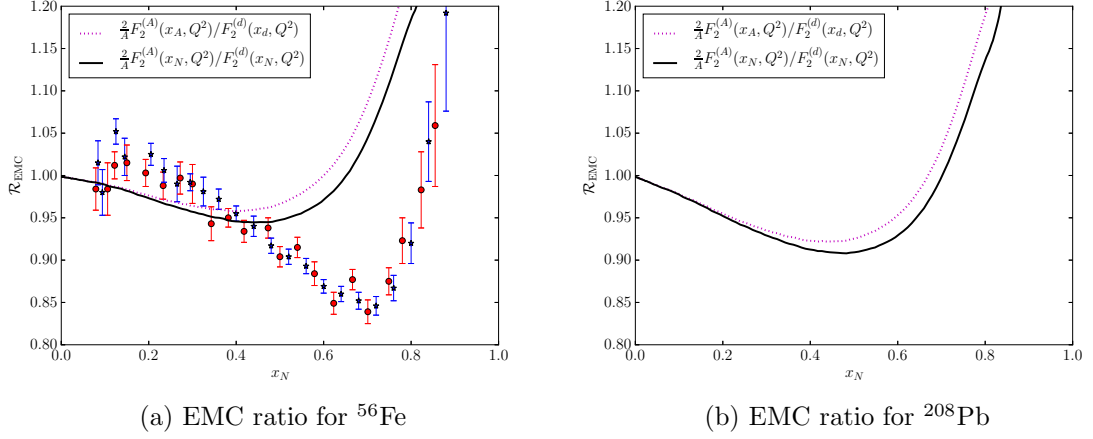 1.20
1.15
1.10
1.05
1.00
0.95
0.90
0.85
0.80
ℛ_EMC
2/A F_2^(A)(x_A, Q^2)/F_2^(d)(x_d, Q^2)
2/A F_2^(A)(x_N, Q^2)/F_2^(d)(x_N, Q^2)
0.0 0.2 0.4 0.6 0.8 1.0
x_N
(a) EMC ratio for ^56Fe
1.20
1.15
1.10
1.05
1.00
0.95
0.90
0.85
0.80
ℛ_EMC
2/A F_2^(A)(x_A, Q^2)/F_2^(d)(x_d, Q^2)
2/A F_2^(A)(x_N, Q^2)/F_2^(d)(x_N, Q^2)
0.0 0.2 0.4 0.6 0.8 1.0
x_N
(b) EMC ratio for ^208Pb